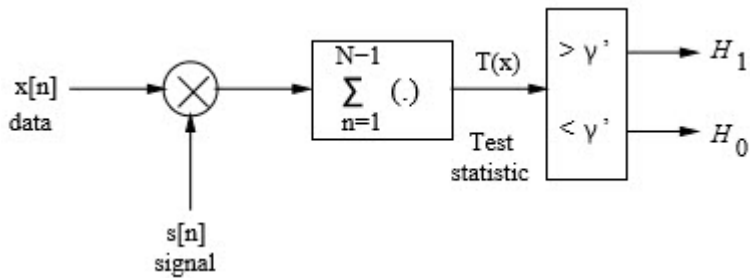 x[n]
data
s[n]
signal
N−1
Σ (.)
n=1
T(x)
Test
statistic
> γ'
< γ'
H1
H0